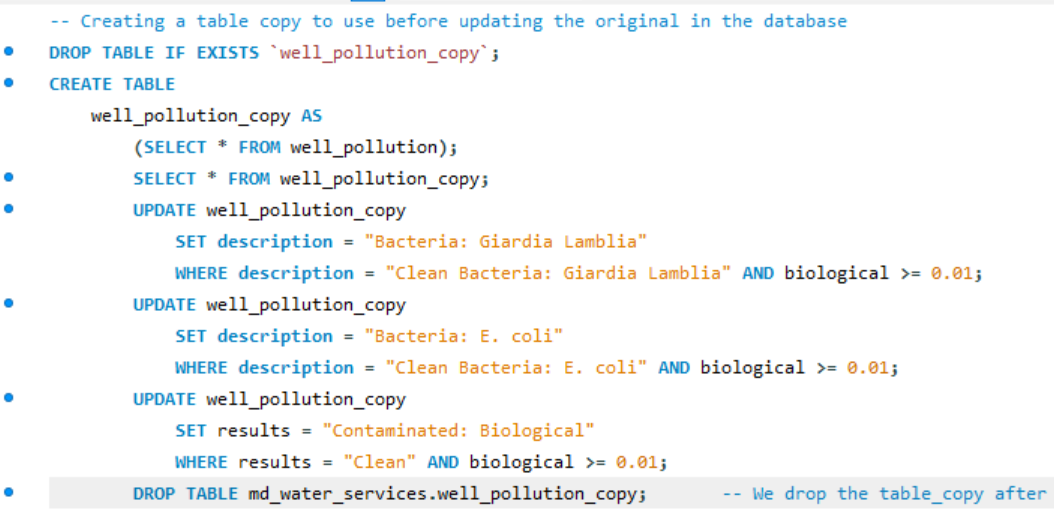 -- Creating a table copy to use before updating the original in the database
DROP TABLE IF EXISTS `well_pollution_copy`;
CREATE TABLE
well_pollution_copy AS
(SELECT * FROM well_pollution);
SELECT * FROM well_pollution_copy;
UPDATE well_pollution_copy
SET description = "Bacteria: Giardia Lamblia"
WHERE description = "Clean Bacteria: Giardia Lamblia" AND biological >= 0.01;
UPDATE well_pollution_copy
SET description = "Bacteria: E. coli"
WHERE description = "Clean Bacteria: E. coli" AND biological >= 0.01;
UPDATE well_pollution_copy
SET results = "Contaminated: Biological"
WHERE results = "Clean" AND biological >= 0.01;
DROP TABLE md_water_services.well_pollution_copy; -- We drop the table_copy after